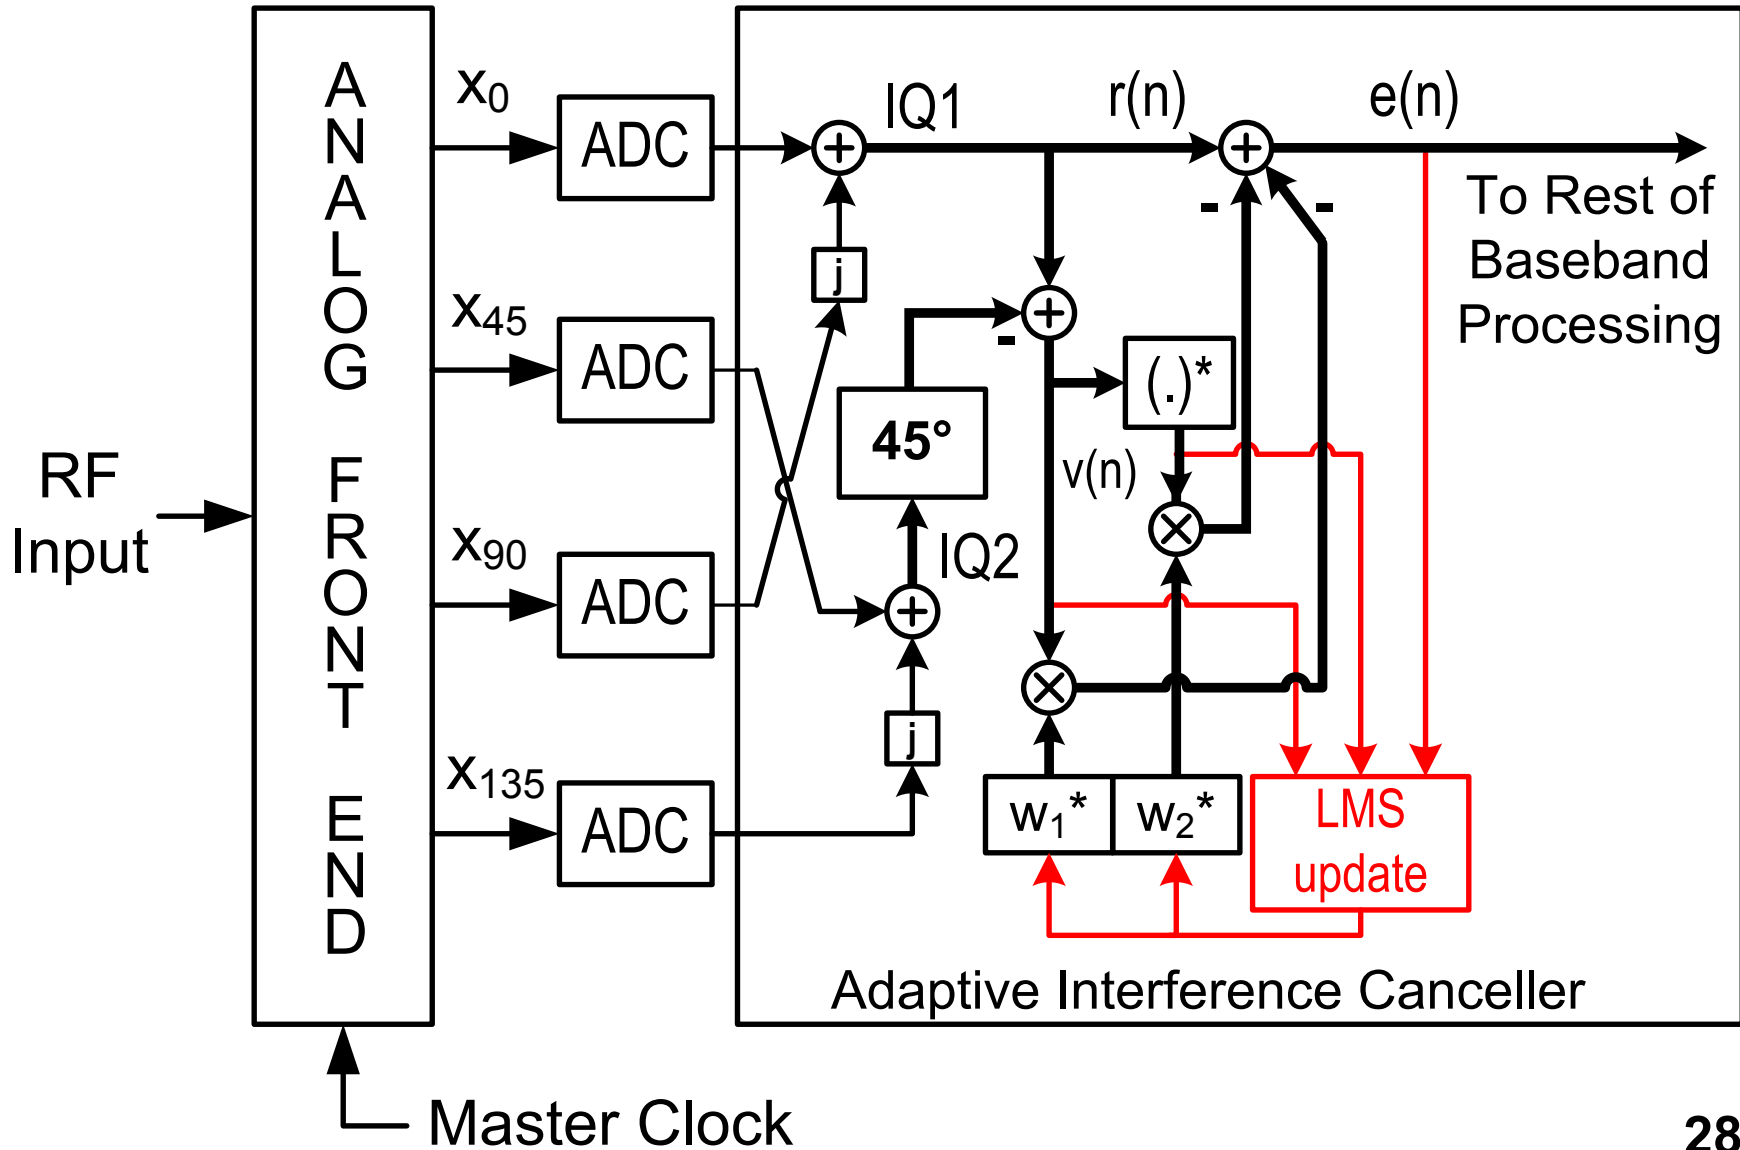 ANALOG FRONT END
RF
Input
Master Clock
x0
x45
x90
x135
ADC
ADC
ADC
ADC
+
j
IQ1
r(n)
+
e(n)
To Rest of
Baseband
Processing
-
-
+
-
(.)*
45°
v(n)
IQ2
+
j
w1*
w2*
LMS
update
Adaptive Interference Canceller
28